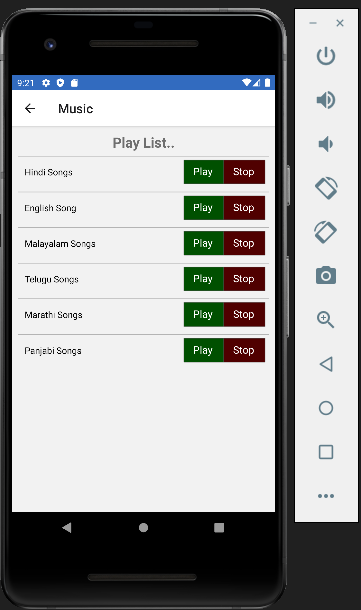 9:21
Music
Play List..
Hindi Songs Play Stop
English Song Play Stop
Malayalam Songs Play Stop
Telugu Songs Play Stop
Marathi Songs Play Stop
Panjabi Songs Play Stop